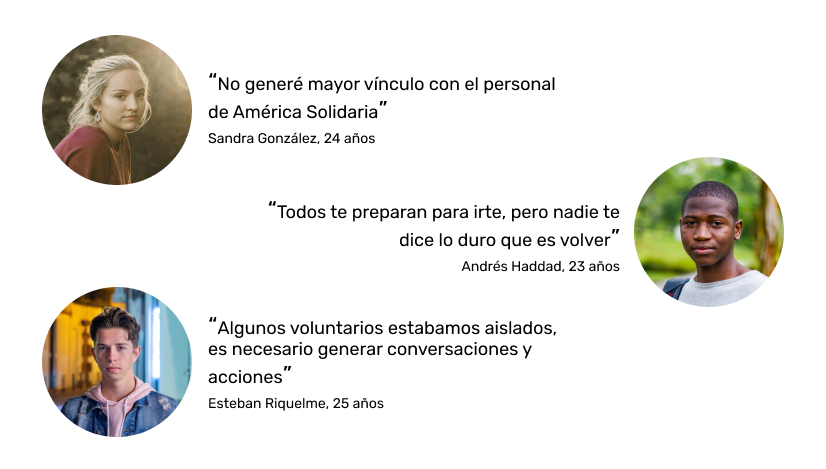 “No generé mayor vínculo con el personal
de América Solidaria”
Sandra González, 24 años
“Todos te preparan para irte, pero nadie te
dice lo duro que es volver”
Andrés Haddad, 23 años
“Algunos voluntarios estabamos aislados,
es necesario generar conversaciones y
acciones”
Esteban Riquelme, 25 años